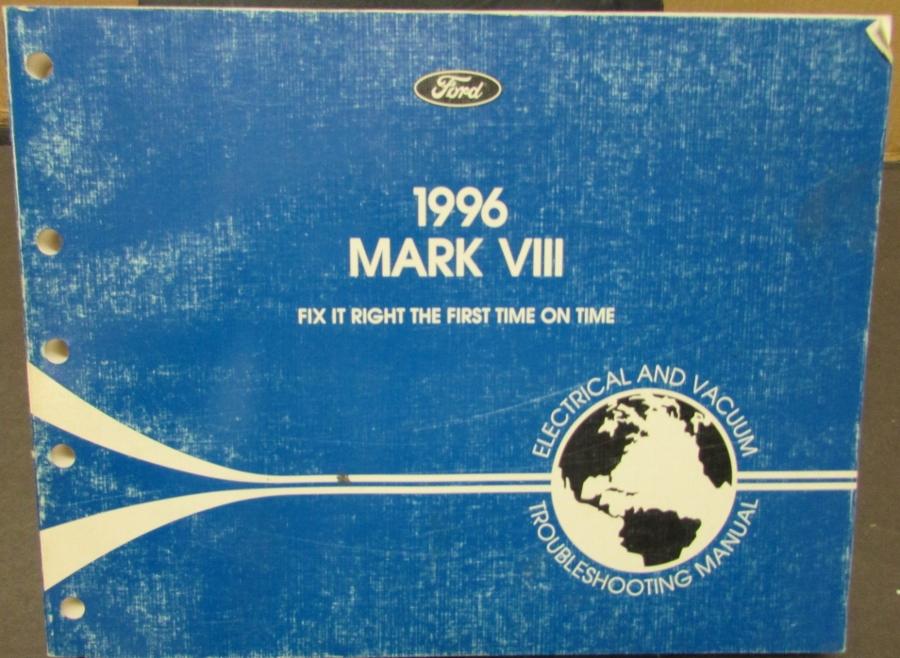 Ford
1996
MARK VIII
FIX IT RIGHT THE FIRST TIME ON TIME
ELECTRICAL AND VACUUM
TROUBLESHOOTING MANUAL